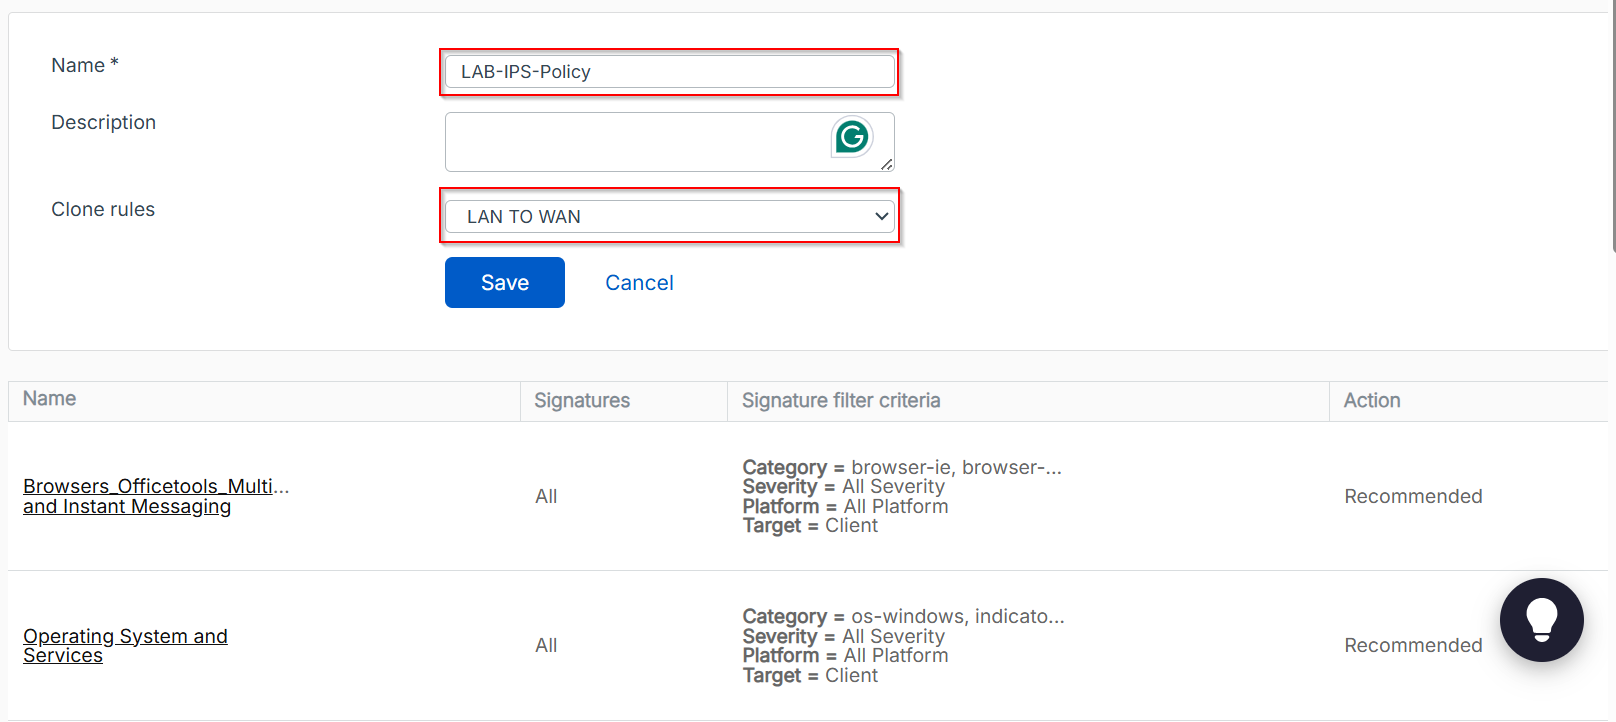 Name *
LAB-IPS-Policy
Description
G
Clone rules
LAN TO WAN
Save
Cancel
Name
Signatures
Signature filter criteria
Action
Browsers_Officetools_Multi...
and Instant Messaging
All
Category = browser-ie, browser-...
Severity = All Severity
Platform = All Platform
Target = Client
Recommended
Operating System and
Services
All
Category = os-windows, indicato...
Severity = All Severity
Platform = All Platform
Target = Client
Recommended